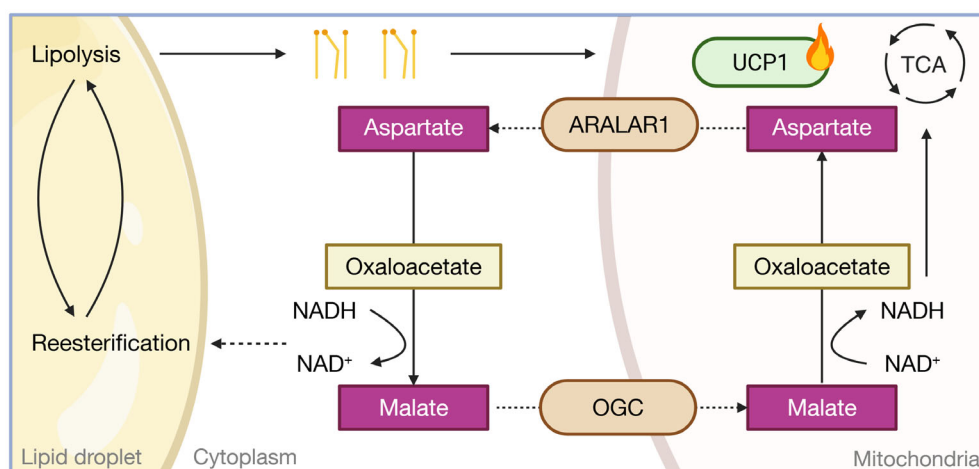 Lipolysis
UCP1
TCA
Aspartate
ARALAR1
Aspartate
Oxaloacetate
Oxaloacetate
NADH
NADH
Reesterification
NAD⁺
NAD⁺
Malate
OGC
Malate
Lipid droplet
Cytoplasm
Mitochondria